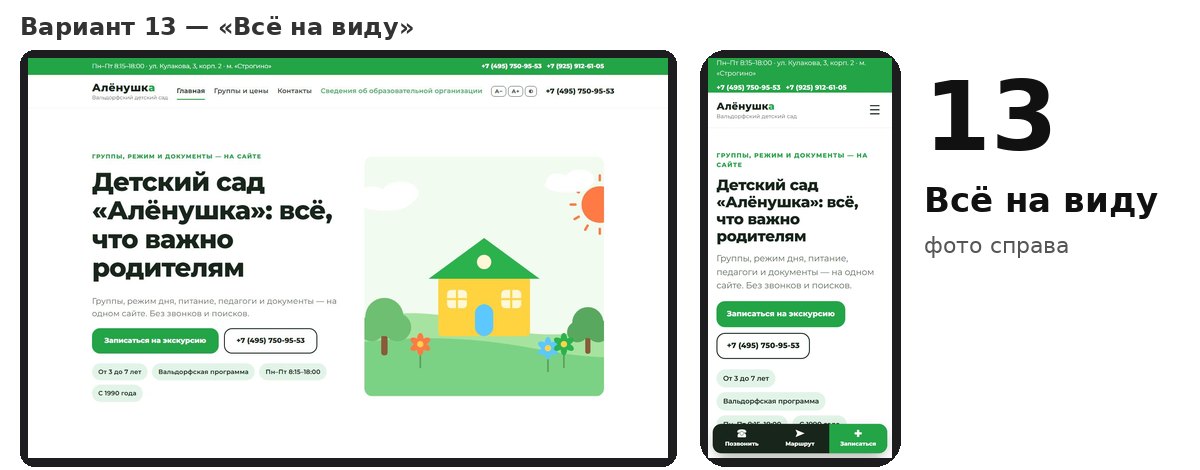 Вариант 13 — «Всё на виду»
Пн–Пт 8:15–18:00 · ул. Кулакова, 3, корп. 2 · м. «Строгино»
+7 (495) 750-95-53 +7 (925) 912-61-05
Алёнушка
Вальдорфский детский сад
Главная Группы и цены Контакты Сведения об образовательной организации A− A+ +7 (495) 750-95-53
ГРУППЫ, РЕЖИМ И ДОКУМЕНТЫ — НА САЙТЕ
Детский сад
«Алёнушка»: всё,
что важно
родителям
Группы, режим дня, питание, педагоги и документы — на
одном сайте. Без звонков и поисков.
Записаться на экскурсию
+7 (495) 750-95-53
От 3 до 7 лет
Вальдорфская программа
Пн–Пт 8:15–18:00
С 1990 года
Пн–Пт 8:15–18:00 · ул. Кулакова, 3, корп. 2 · м.
«Строгино»
+7 (495) 750-95-53 +7 (925) 912-61-05
Алёнушка
Вальдорфский детский сад
ГРУППЫ, РЕЖИМ И ДОКУМЕНТЫ — НА
САЙТЕ
Детский сад
«Алёнушка»: всё,
что важно
родителям
Группы, режим дня, питание,
педагоги и документы — на одном
сайте. Без звонков и поисков.
Записаться на экскурсию
+7 (495) 750-95-53
От 3 до 7 лет
Вальдорфская программа
Позвонить
Маршрут
Записаться
13
Всё на виду
фото справа